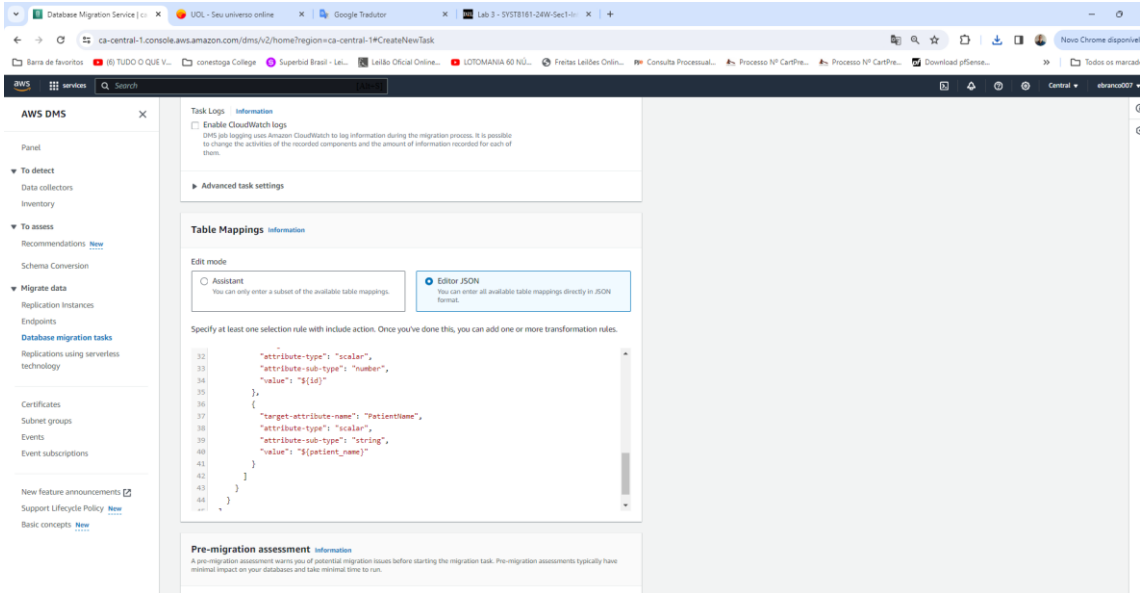 Database Migration Service | ca
UOL - Seu universo online
Google Tradutor
Lab 3 - SYST8161-24W-Sec1-In
ca-central-1.console.aws.amazon.com/dms/v2/home?region=ca-central-1#CreateNewTask
Novo Chrome disponível
Barra de favoritos
(6) TUDO O QUE V...
conestoga College
Superbid Brasil - Lei...
Leilão Oficial Online...
LOTOMANIA 60 NÚ...
Freitas Leilões Onlin...
Consulta Processual...
Processo Nº CartPre...
Processo Nº CartPre...
Download pfSense...
Todos os marcado
aws
services
Search
Central
ebranco007
AWS DMS
Panel
To detect
Data collectors
Inventory
To assess
Recommendations New
Schema Conversion
Migrate data
Replication Instances
Endpoints
Database migration tasks
Replications using serverless
technology
Certificates
Subnet groups
Events
Event subscriptions
New feature announcements
Support Lifecycle Policy New
Basic concepts New
Task Logs Information
Enable CloudWatch logs
DMS job logging uses Amazon CloudWatch to log information during the migration process. It is possible
to change the activities of the recorded components and the amount of information recorded for each of
them.
Advanced task settings
Table Mappings Information
Edit mode
Assistant
You can only enter a subset of the available table mappings.
Editor JSON
You can enter all available table mappings directly in JSON
format.
Specify at least one selection rule with include action. Once you've done this, you can add one or more transformation rules.
32 "attribute-type": "scalar",
33 "attribute-sub-type": "number",
34 "value": "${id}"
35 },
36 {
37 "target-attribute-name": "PatientName",
38 "attribute-type": "scalar",
39 "attribute-sub-type": "string",
40 "value": "${patient_name}"
41 }
42 ]
43 }
44 }
Pre-migration assessment Information
A pre-migration assessment warns you of potential migration issues before starting the migration task. Pre-migration assessments typically have
minimal impact on your databases and take minimal time to run.